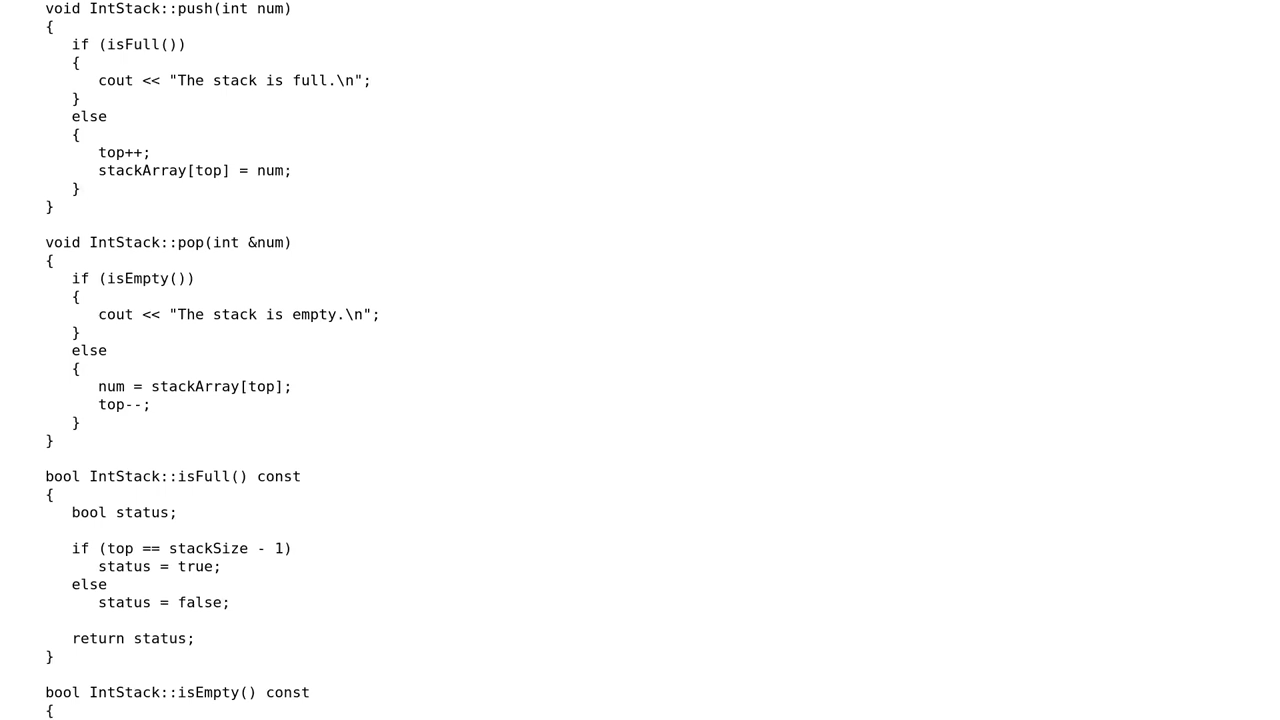 void IntStack::push(int num)
{
   if (isFull())
   {
      cout << "The stack is full.\n";
   }
   else
   {
      top++;
      stackArray[top] = num;
   }
}

void IntStack::pop(int &num)
{
   if (isEmpty())
   {
      cout << "The stack is empty.\n";
   }
   else
   {
      num = stackArray[top];
      top--;
   }
}

bool IntStack::isFull() const
{
   bool status;

   if (top == stackSize - 1)
      status = true;
   else
      status = false;

   return status;
}

bool IntStack::isEmpty() const
{